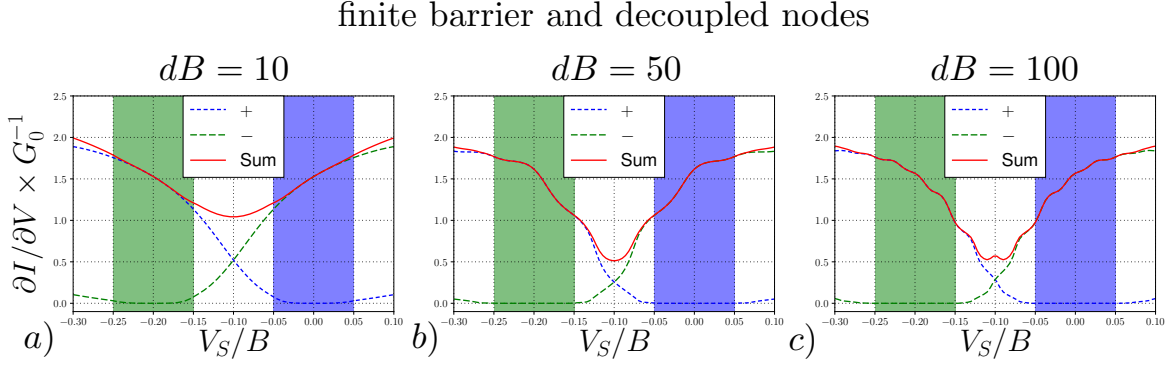 finite barrier and decoupled nodes
dB = 10
dB = 50
dB = 100
∂I/∂V × G₀⁻¹
2.5
2.0
1.5
1.0
0.5
0.0
+
−
Sum
−0.30 −0.25 −0.20 −0.15 −0.10 −0.05 0.00 0.05 0.10
a)
V_S/B
2.5
2.0
1.5
1.0
0.5
0.0
+
−
Sum
−0.30 −0.25 −0.20 −0.15 −0.10 −0.05 0.00 0.05 0.10
b)
V_S/B
2.5
2.0
1.5
1.0
0.5
0.0
+
−
Sum
−0.30 −0.25 −0.20 −0.15 −0.10 −0.05 0.00 0.05 0.10
c)
V_S/B